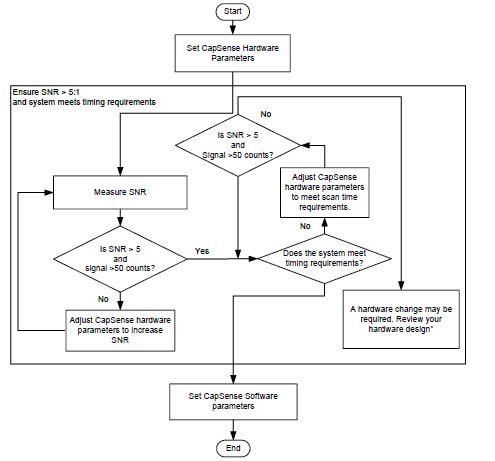 Start
Set CapSense Hardware
Parameters
Ensure SNR > 5:1
and system meets timing requirements
No
Is SNR > 5
and
Signal >50 counts?
Measure SNR
Adjust CapSense
hardware parameters
to meet scan time
requirements.
No
Is SNR > 5
and
signal >50 counts?
Yes
Does the system meet
timing requirements?
No
Adjust CapSense hardware
parameters to increase
SNR
A hardware change may be
required. Review your
hardware design*
Set CapSense Software
parameters
End